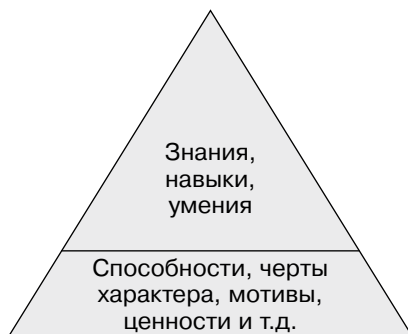 Знания,
навыки,
умения
Способности, черты
характера, мотивы,
ценности и т.д.